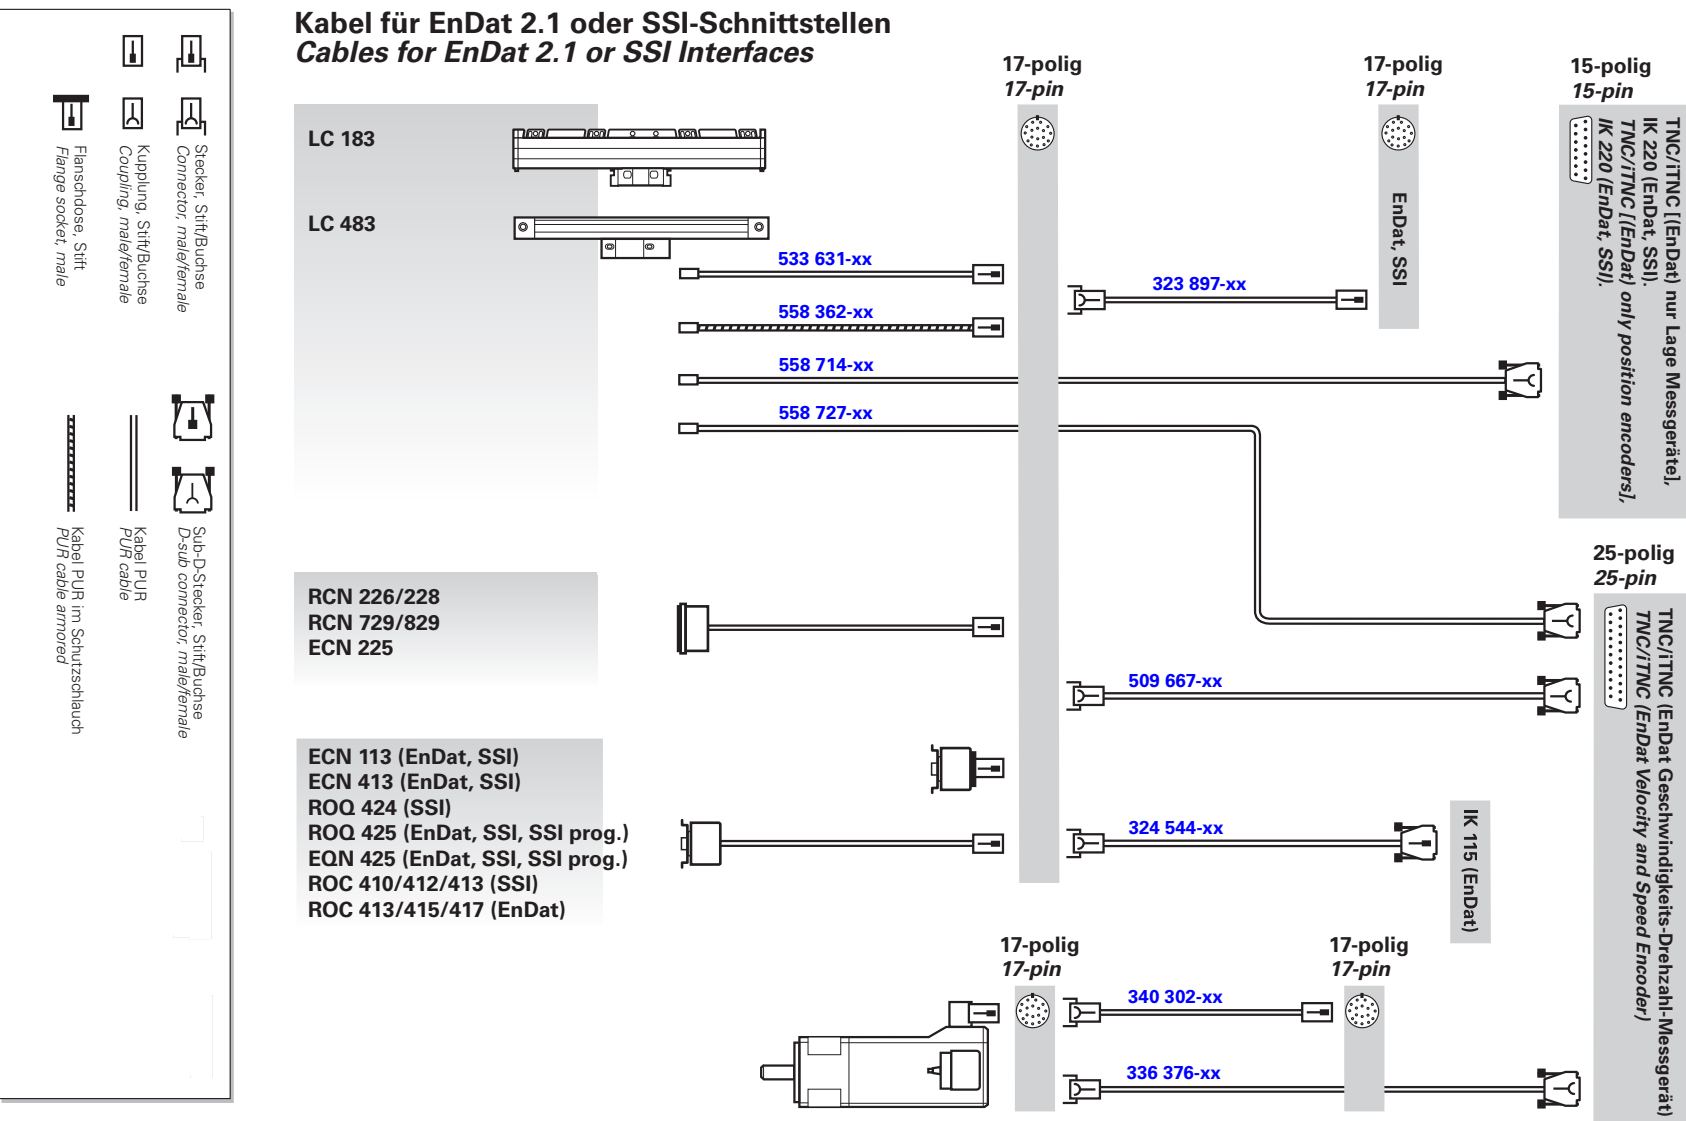 Kabel für EnDat 2.1 oder SSI-Schnittstellen
Cables for EnDat 2.1 or SSI Interfaces
Stecker, Stift/Buchse
Connector, male/female
Kupplung, Stift/Buchse
Coupling, male/female
Flanschdose, Stift
Flange socket, male
Sub-D-Stecker, Stift/Buchse
D-sub connector, male/female
Kabel PUR
PUR cable
Kabel PUR im Schutzschlauch
PUR cable armored
17-polig
17-pin
17-polig
17-pin
15-polig
15-pin
LC 183
LC 483
EnDat, SSI
TNC/iTNC [(EnDat) nur Lage Messgeräte],
IK 220 (EnDat, SSI).
TNC/iTNC [(EnDat) only position encoders],
IK 220 (EnDat, SSI).
533 631-xx
323 897-xx
558 362-xx
558 714-xx
558 727-xx
25-polig
25-pin
TNC/iTNC (EnDat Geschwindigkeits-Drehzahl-Messgerät)
TNC/iTNC (EnDat Velocity and Speed Encoder)
RCN 226/228
RCN 729/829
ECN 225
509 667-xx
ECN 113 (EnDat, SSI)
ECN 413 (EnDat, SSI)
ROQ 424 (SSI)
ROQ 425 (EnDat, SSI, SSI prog.)
EQN 425 (EnDat, SSI, SSI prog.)
ROC 410/412/413 (SSI)
ROC 413/415/417 (EnDat)
324 544-xx
IK 115 (EnDat)
17-polig
17-pin
17-polig
17-pin
340 302-xx
336 376-xx